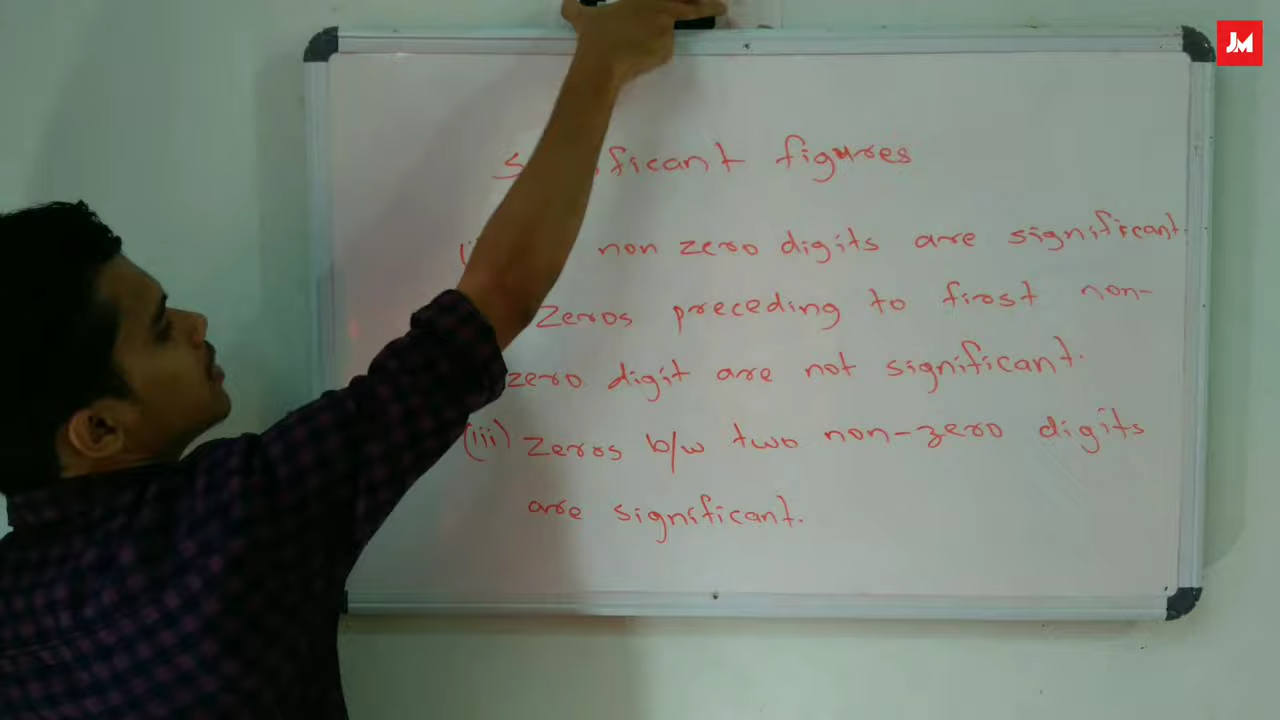 JM
figures
non zero digits are significant.
Zeros preceding to first non-
zero digit are not significant.
(iii) Zeros b/w two non-zero digits
are significant.